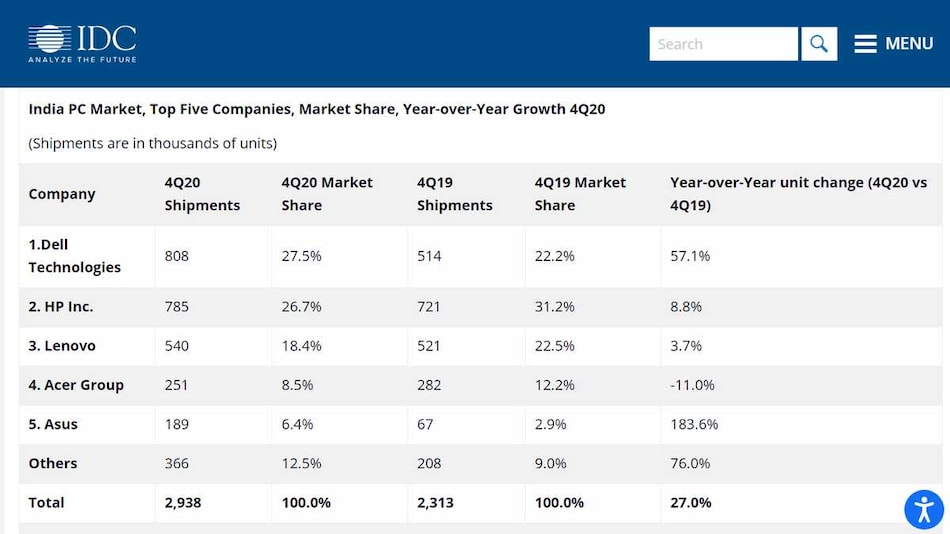 IDC
ANALYZE THE FUTURE
Search
MENU
India PC Market, Top Five Companies, Market Share, Year-over-Year Growth 4Q20
(Shipments are in thousands of units)
Company 4Q20 Shipments 4Q20 Market Share 4Q19 Shipments 4Q19 Market Share Year-over-Year unit change (4Q20 vs 4Q19)
1.Dell Technologies 808 27.5% 514 22.2% 57.1%
2. HP Inc. 785 26.7% 721 31.2% 8.8%
3. Lenovo 540 18.4% 521 22.5% 3.7%
4. Acer Group 251 8.5% 282 12.2% -11.0%
5. Asus 189 6.4% 67 2.9% 183.6%
Others 366 12.5% 208 9.0% 76.0%
Total 2,938 100.0% 2,313 100.0% 27.0%